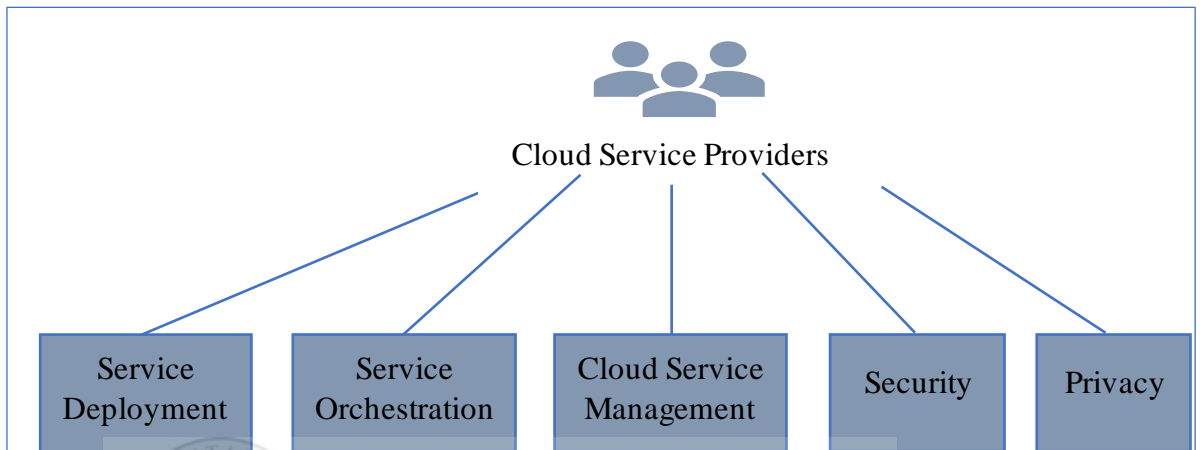 Cloud Service Providers
Service
Deployment
Service
Orchestration
Cloud Service
Management
Security
Privacy